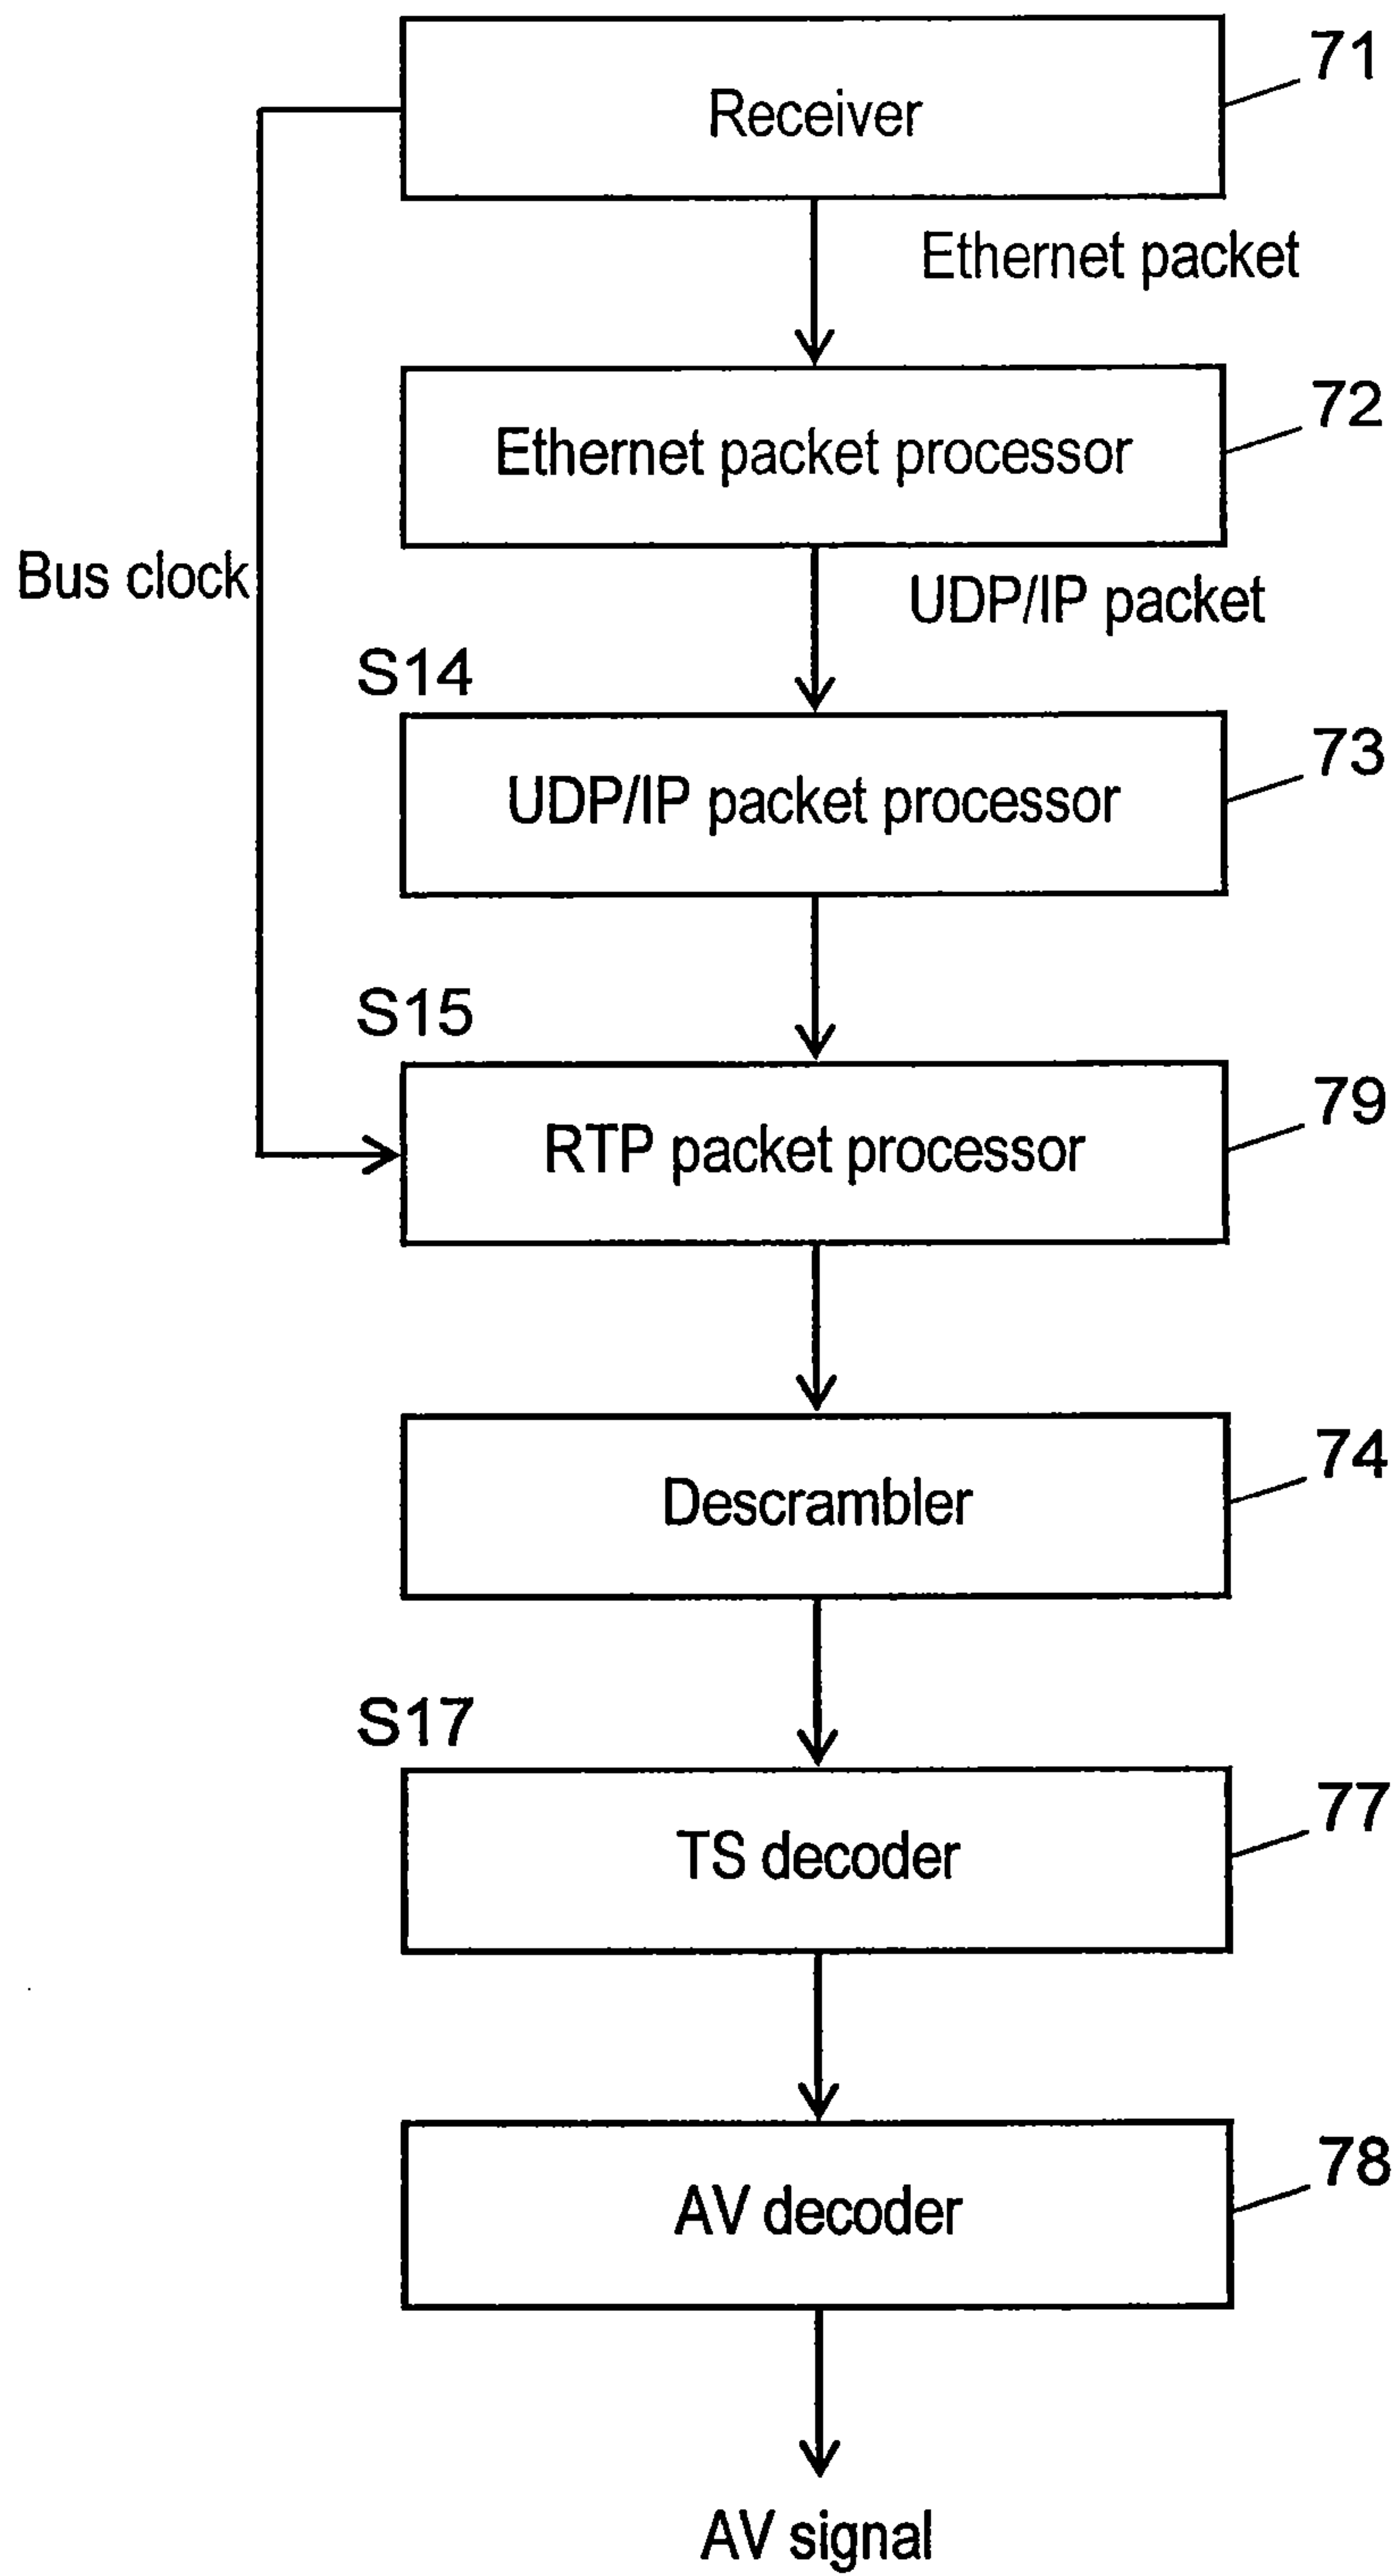 Receiver
71
Ethernet packet
Ethernet packet processor
72
Bus clock
UDP/IP packet
S14
UDP/IP packet processor
73
S15
RTP packet processor
79
Descrambler
74
S17
TS decoder
77
AV decoder
78
AV signal